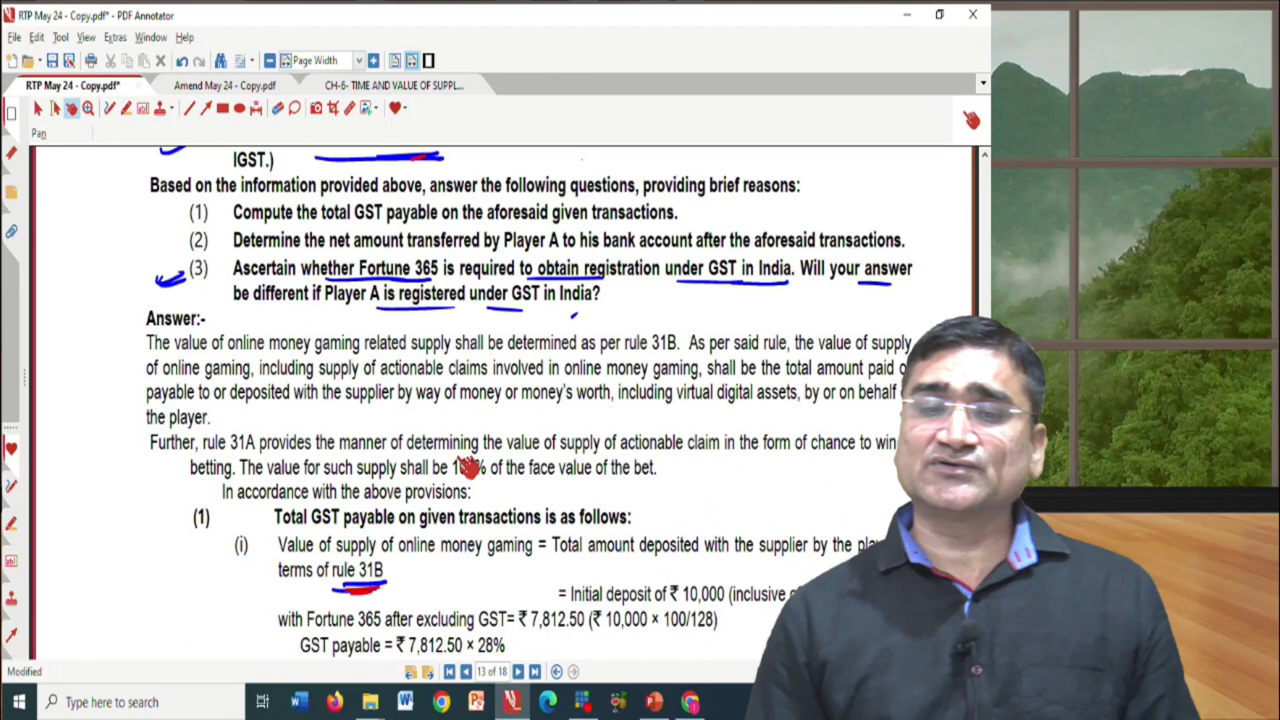 RTP May 24 - Copy.pdf* - PDF Annotator
File Edit Tool View Extras Window Help
Page Width
RTP May 24 - Copy.pdf* Amend May 24 - Copy.pdf CH-6- TIME AND VALUE OF SUPPL...
Pan
IGST.)
Based on the information provided above, answer the following questions, providing brief reasons:
(1) Compute the total GST payable on the aforesaid given transactions.
(2) Determine the net amount transferred by Player A to his bank account after the aforesaid transactions.
(3) Ascertain whether Fortune 365 is required to obtain registration under GST in India. Will your answer
be different if Player A is registered under GST in India?
Answer:-
The value of online money gaming related supply shall be determined as per rule 31B. As per said rule, the value of supply
of online gaming, including supply of actionable claims involved in online money gaming, shall be the total amount paid
payable to or deposited with the supplier by way of money or money's worth, including virtual digital assets, by or on behalf
the player.
Further, rule 31A provides the manner of determining the value of supply of actionable claim in the form of chance to win
betting. The value for such supply shall be of the face value of the bet.
In accordance with the above provisions:
(1) Total GST payable on given transactions is as follows:
(i) Value of supply of online money gaming = Total amount deposited with the supplier by the
terms of rule 31B
= Initial deposit of ₹ 10,000 (inclusive
with Fortune 365 after excluding GST= ₹ 7,812.50 (₹ 10,000 × 100/128)
GST payable = ₹ 7,812.50 × 28%
Modified 13 of 18
Type here to search